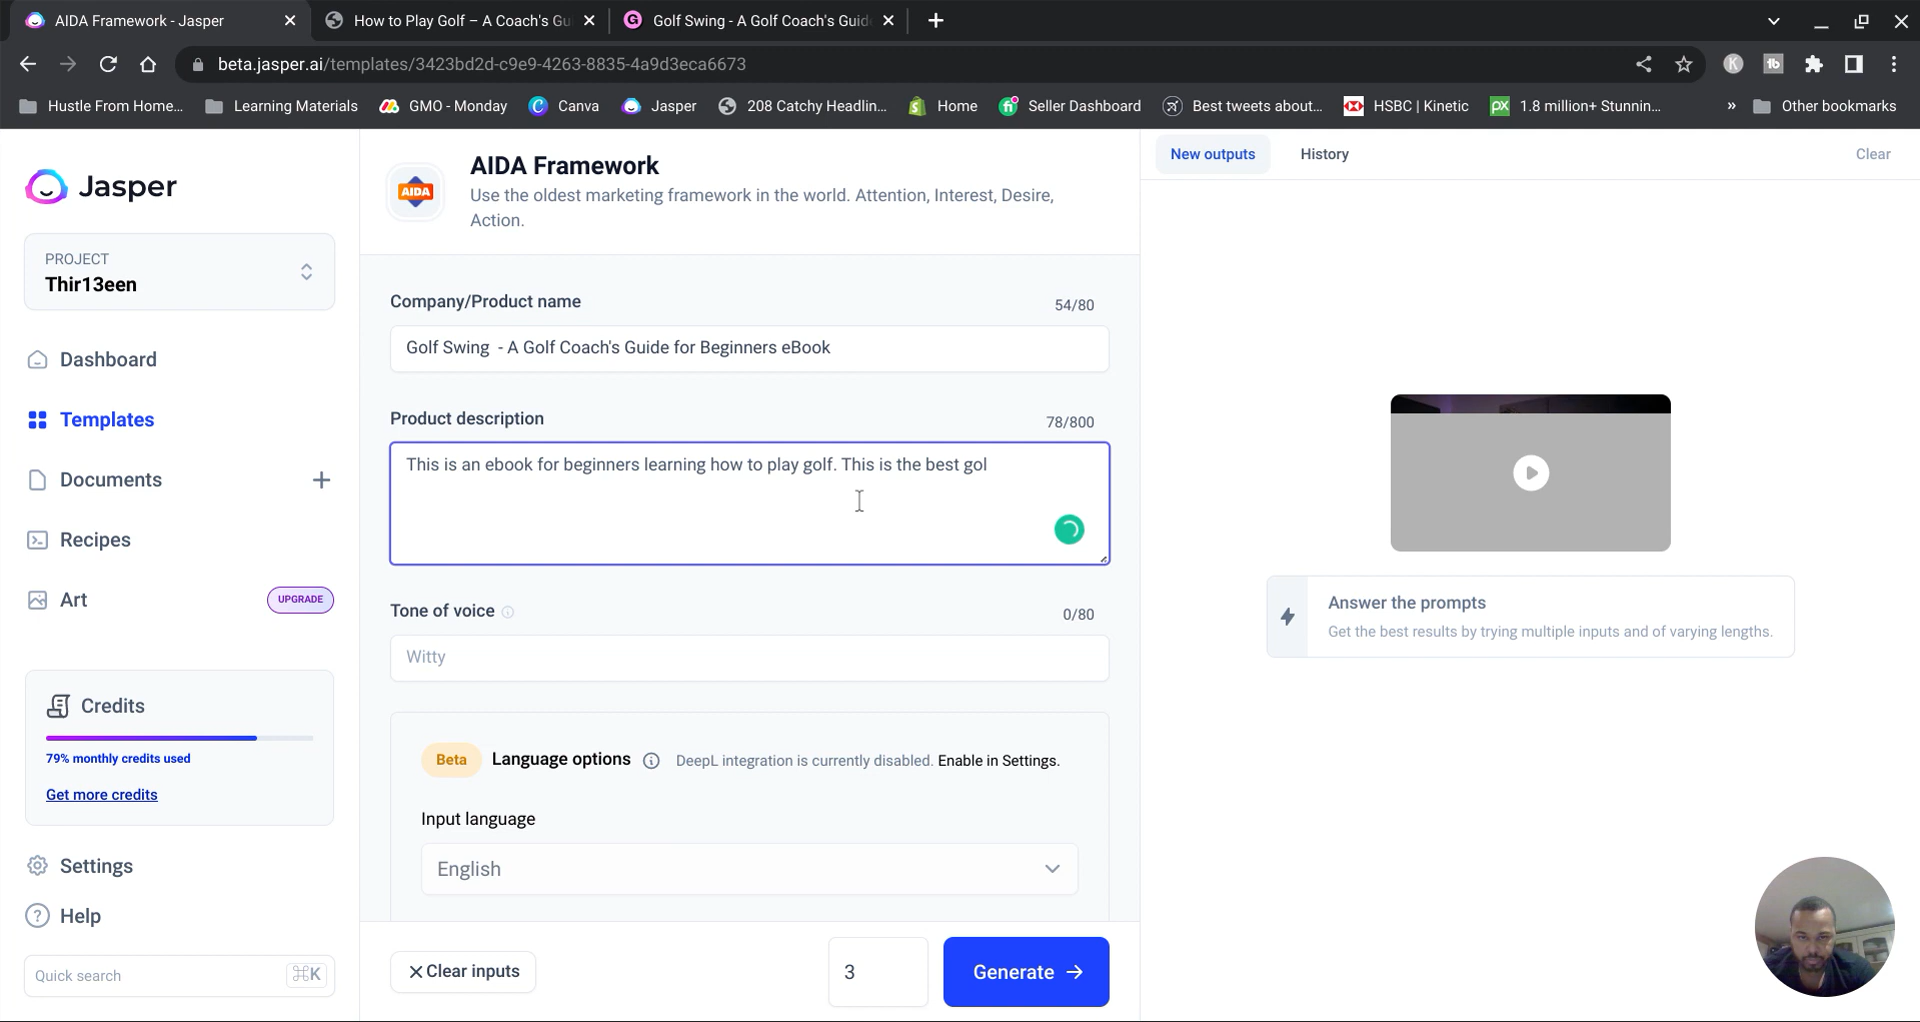 AIDA Framework - Jasper
How to Play Golf – A Coach's Gu
Golf Swing - A Golf Coach's Guide
beta.jasper.ai/templates/3423bd2d-c9e9-4263-8835-4a9d3eca6673
Hustle From Home...
Learning Materials
GMO - Monday
Canva
Jasper
208 Catchy Headlin...
Home
Seller Dashboard
Best tweets about...
HSBC | Kinetic
1.8 million+ Stunnin...
»
Other bookmarks
Jasper
PROJECT
Thir13een
Dashboard
Templates
Documents
Recipes
Art
UPGRADE
Credits
79% monthly credits used
Get more credits
Settings
Help
Quick search
⌘K
AIDA
AIDA Framework
Use the oldest marketing framework in the world. Attention, Interest, Desire,
Action.
Company/Product name
54/80
Golf Swing  - A Golf Coach's Guide for Beginners eBook
Product description
78/800
This is an ebook for beginners learning how to play golf. This is the best gol
Tone of voice
0/80
Witty
Beta
Language options
DeepL integration is currently disabled. Enable in Settings.
Input language
English
Clear inputs
3
Generate →
New outputs
History
Clear
Answer the prompts
Get the best results by trying multiple inputs and of varying lengths.